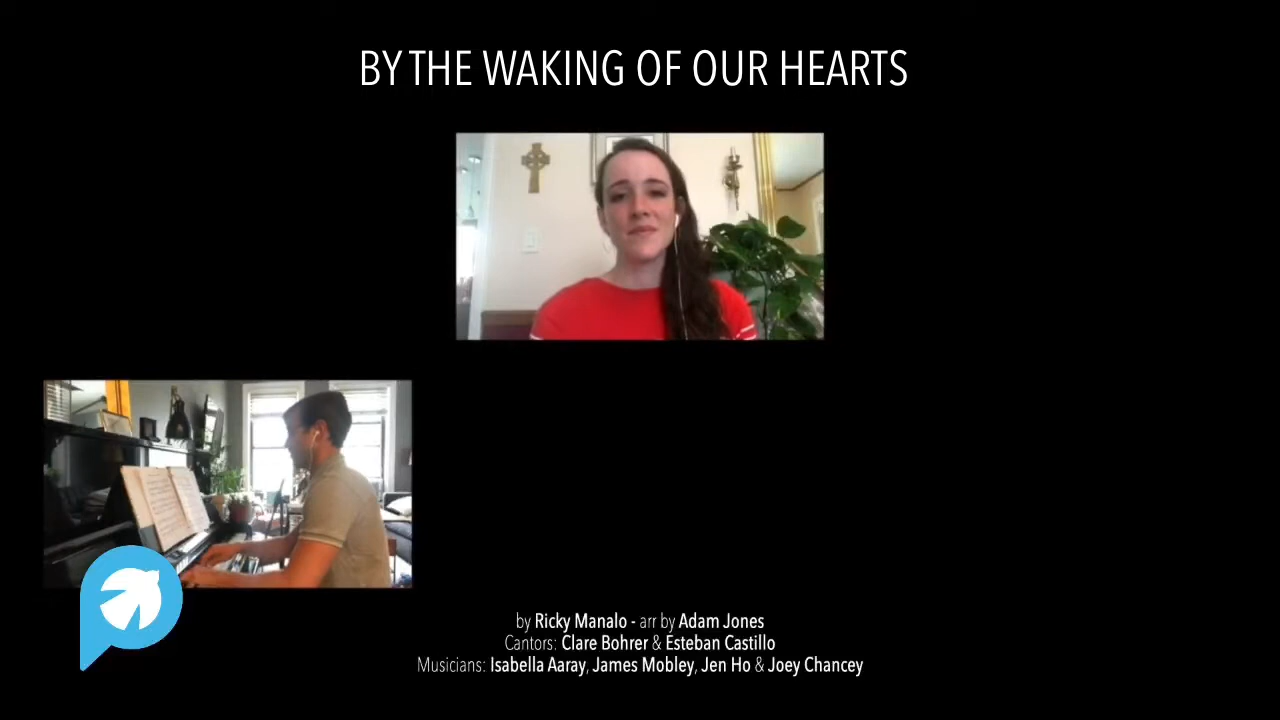 BY THE WAKING OF OUR HEARTS
by Ricky Manalo - arr by Adam Jones
Cantors: Clare Bohrer & Esteban Castillo
Musicians: Isabella Aaray, James Mobley, Jen Ho & Joey Chancey